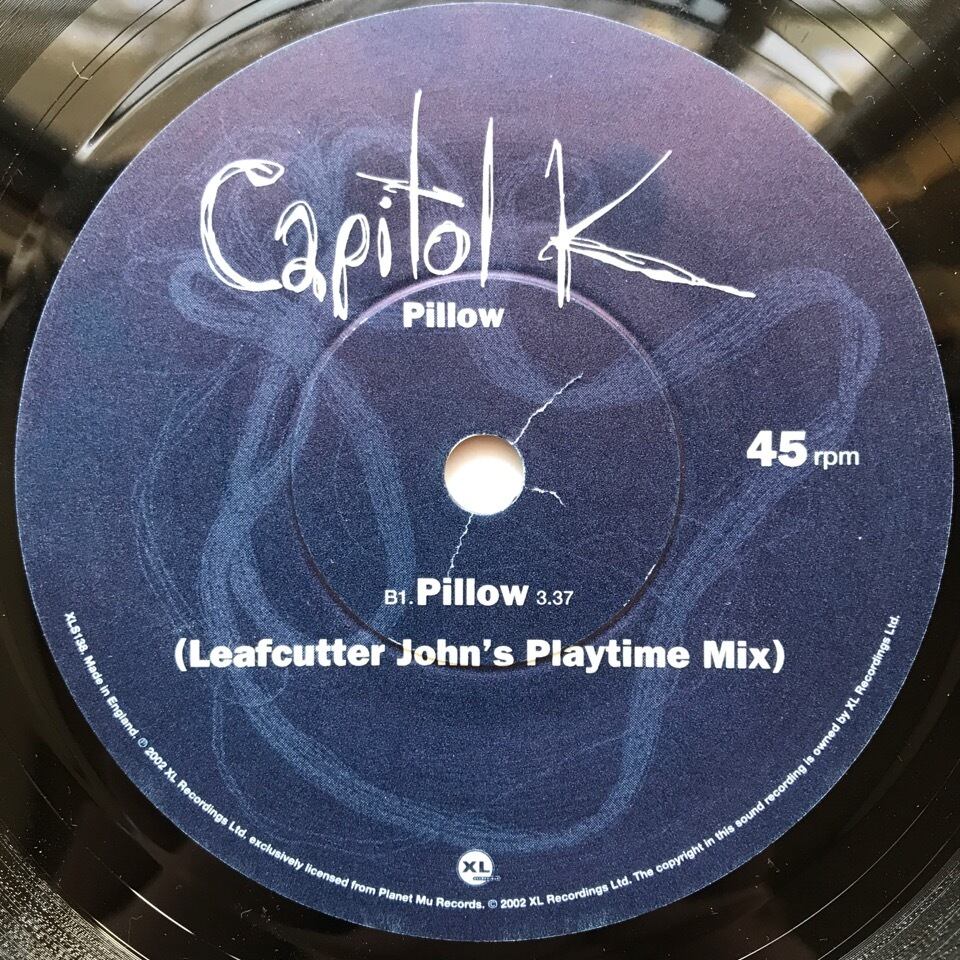 Capitol K
Pillow
45 rpm
B1. Pillow 3.37
(Leafcutter John's Playtime Mix)
XLS138. Made in England. ℗ 2002 XL Recordings Ltd. exclusively licensed from Planet Mu Records. © 2002 XL Recordings Ltd. The copyright in this sound recording is owned by XL Recordings Ltd.
XL